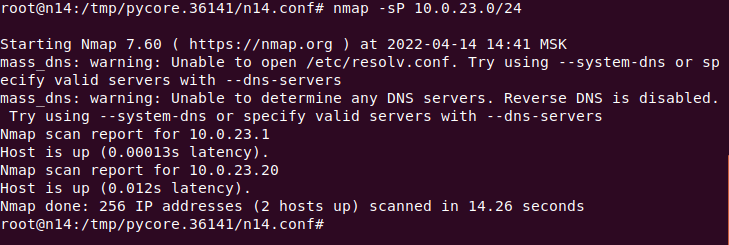 root@n14:/tmp/pycore.36141/n14.conf# nmap -sP 10.0.23.0/24
Starting Nmap 7.60 ( https://nmap.org ) at 2022-04-14 14:41 MSK
mass_dns: warning: Unable to open /etc/resolv.conf. Try using --system-dns or sp
ecify valid servers with --dns-servers
mass_dns: warning: Unable to determine any DNS servers. Reverse DNS is disabled.
 Try using --system-dns or specify valid servers with --dns-servers
Nmap scan report for 10.0.23.1
Host is up (0.00013s latency).
Nmap scan report for 10.0.23.20
Host is up (0.012s latency).
Nmap done: 256 IP addresses (2 hosts up) scanned in 14.26 seconds
root@n14:/tmp/pycore.36141/n14.conf#